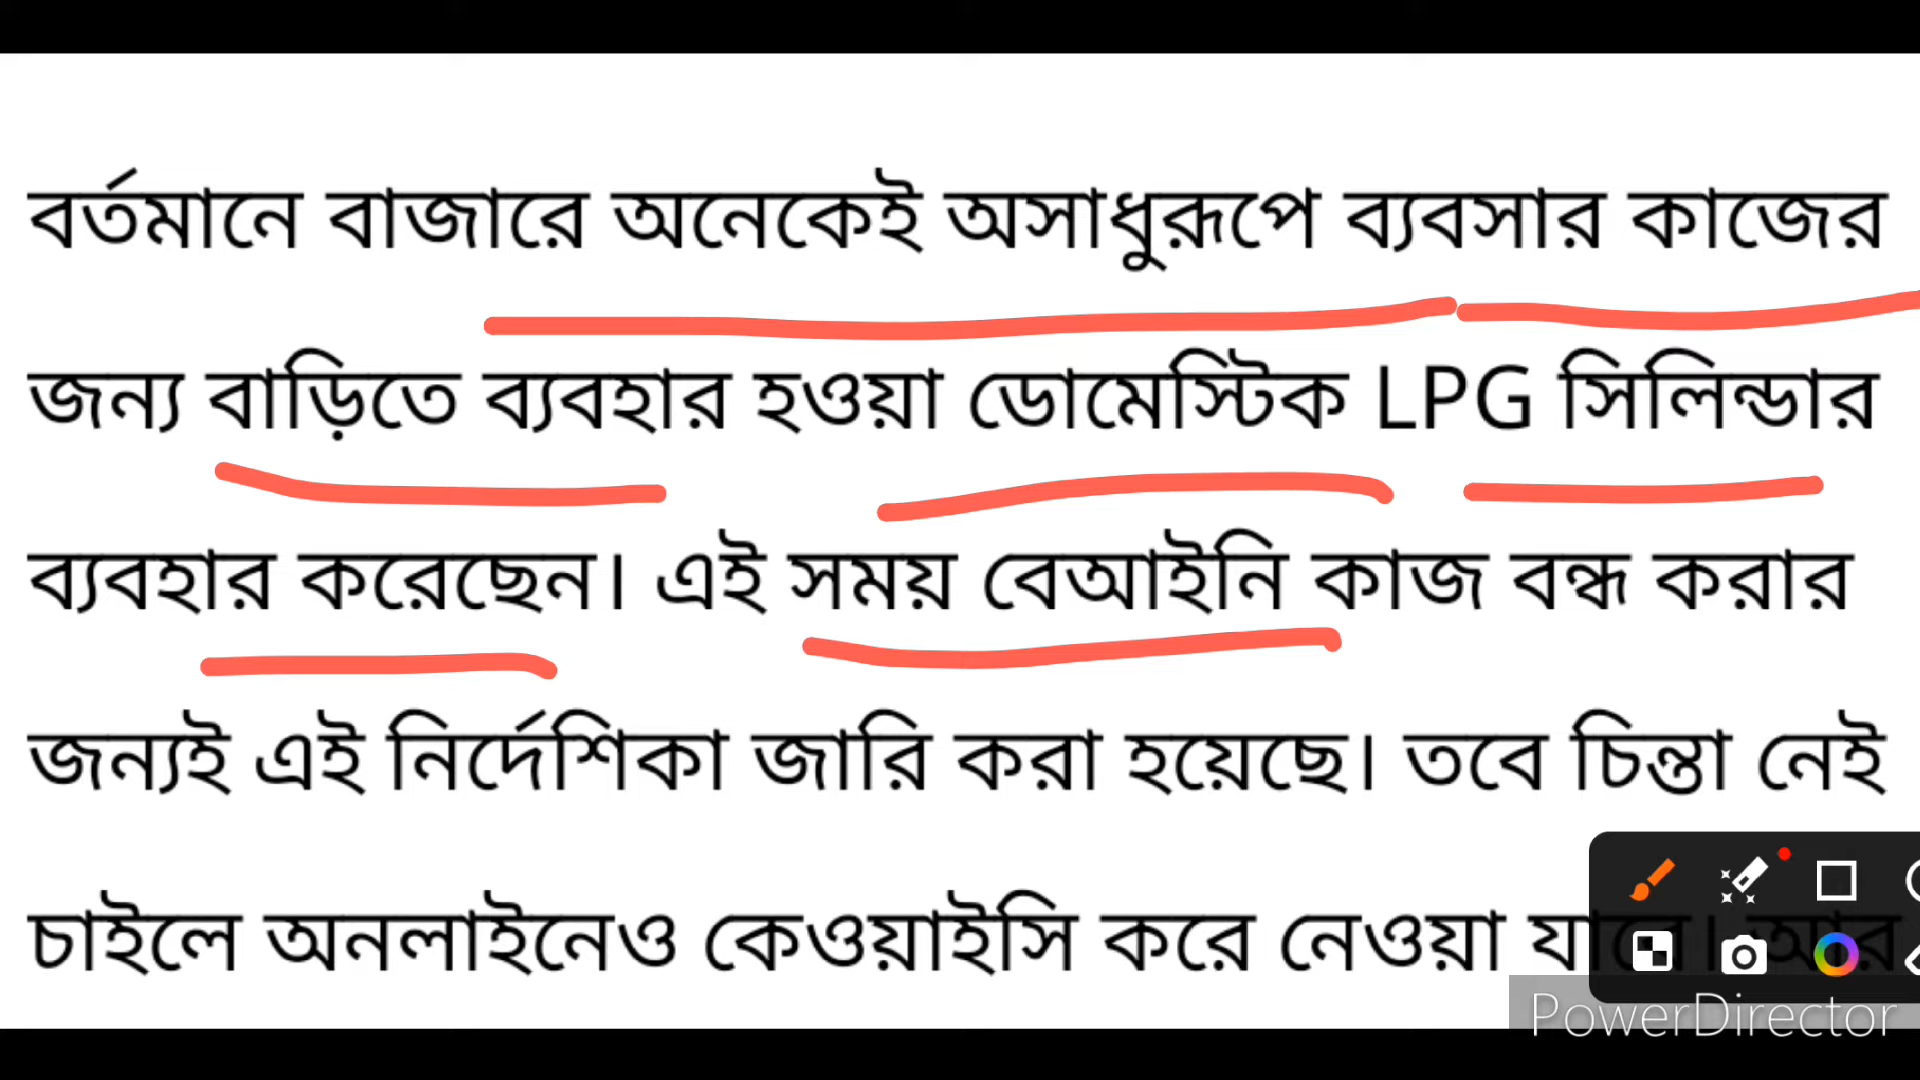 বর্তমানে বাজারে অনেকেই অসাধুরূপে ব্যবসার কাজের
জন্য বাড়িতে ব্যবহার হওয়া ডোমেস্টিক LPG সিলিন্ডার
ব্যবহার করেছেন। এই সময় বেআইনি কাজ বন্ধ করার
জন্যই এই নির্দেশিকা জারি করা হয়েছে। তবে চিন্তা নেই
চাইলে অনলাইনেও কেওয়াইসি করে নেওয়া যাবে। আর
PowerDirector